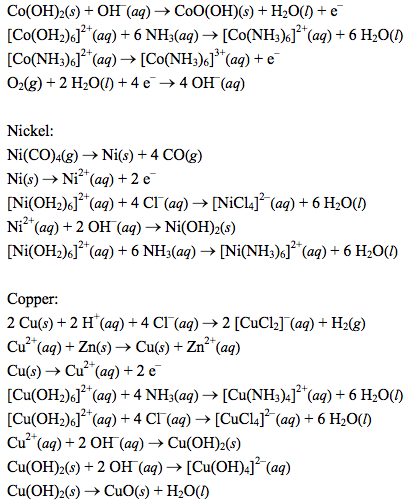 Co(OH)₂(s) + OH⁻(aq) → CoO(OH)(s) + H₂O(l) + e⁻
[Co(OH₂)₆]²⁺(aq) + 6 NH₃(aq) → [Co(NH₃)₆]²⁺(aq) + 6 H₂O(l)
[Co(NH₃)₆]²⁺(aq) → [Co(NH₃)₆]³⁺(aq) + e⁻
O₂(g) + 2 H₂O(l) + 4 e⁻ → 4 OH⁻(aq)
Nickel:
Ni(CO)₄(g) → Ni(s) + 4 CO(g)
Ni(s) → Ni²⁺(aq) + 2 e⁻
[Ni(OH₂)₆]²⁺(aq) + 4 Cl⁻(aq) → [NiCl₄]²⁻(aq) + 6 H₂O(l)
Ni²⁺(aq) + 2 OH⁻(aq) → Ni(OH)₂(s)
[Ni(OH₂)₆]²⁺(aq) + 6 NH₃(aq) → [Ni(NH₃)₆]²⁺(aq) + 6 H₂O(l)
Copper:
2 Cu(s) + 2 H⁺(aq) + 4 Cl⁻(aq) → 2 [CuCl₂]⁻(aq) + H₂(g)
Cu²⁺(aq) + Zn(s) → Cu(s) + Zn²⁺(aq)
Cu(s) → Cu²⁺(aq) + 2 e⁻
[Cu(OH₂)₆]²⁺(aq) + 4 NH₃(aq) → [Cu(NH₃)₄]²⁺(aq) + 6 H₂O(l)
[Cu(OH₂)₆]²⁺(aq) + 4 Cl⁻(aq) → [CuCl₄]²⁻(aq) + 6 H₂O(l)
Cu²⁺(aq) + 2 OH⁻(aq) → Cu(OH)₂(s)
Cu(OH)₂(s) + 2 OH⁻(aq) → [Cu(OH)₄]²⁻(aq)
Cu(OH)₂(s) → CuO(s) + H₂O(l)